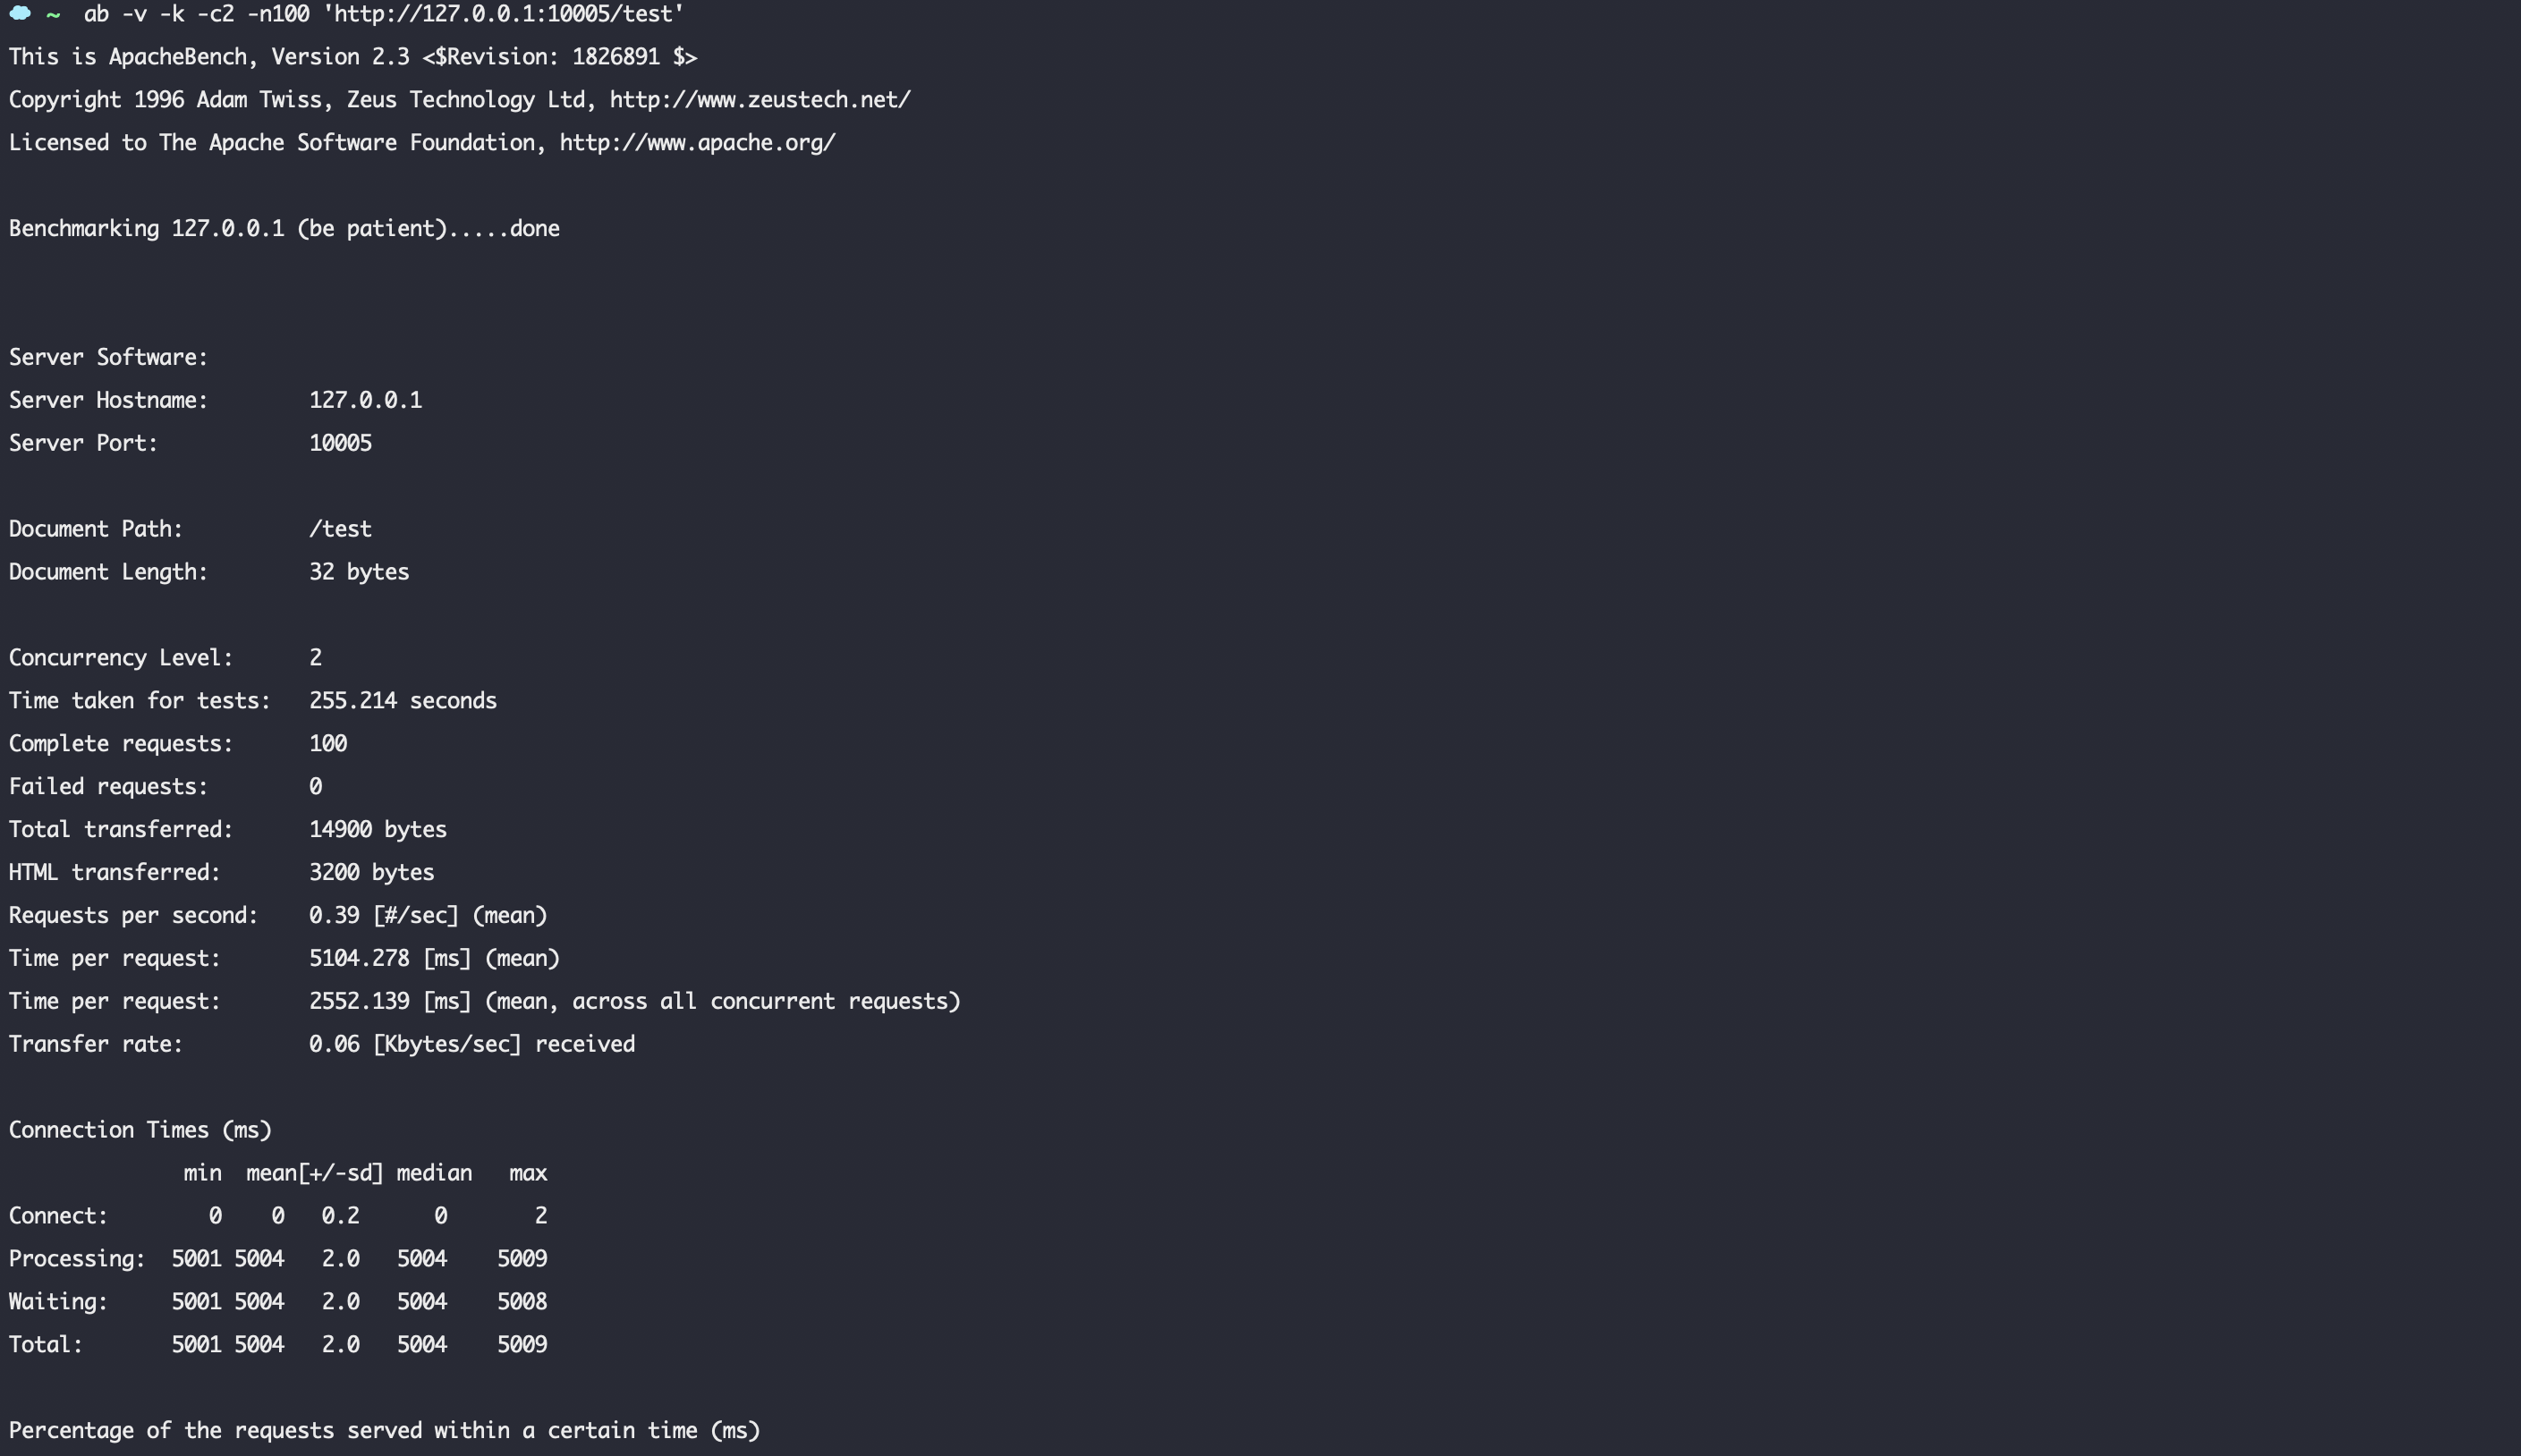 ~ ab -v -k -c2 -n100 'http://127.0.0.1:10005/test'
This is ApacheBench, Version 2.3 <$Revision: 1826891 $>
Copyright 1996 Adam Twiss, Zeus Technology Ltd, http://www.zeustech.net/
Licensed to The Apache Software Foundation, http://www.apache.org/

Benchmarking 127.0.0.1 (be patient).....done


Server Software:
Server Hostname:        127.0.0.1
Server Port:            10005

Document Path:          /test
Document Length:        32 bytes

Concurrency Level:      2
Time taken for tests:   255.214 seconds
Complete requests:      100
Failed requests:        0
Total transferred:      14900 bytes
HTML transferred:       3200 bytes
Requests per second:    0.39 [#/sec] (mean)
Time per request:       5104.278 [ms] (mean)
Time per request:       2552.139 [ms] (mean, across all concurrent requests)
Transfer rate:          0.06 [Kbytes/sec] received

Connection Times (ms)
              min  mean[+/-sd] median   max
Connect:        0    0   0.2      0       2
Processing:  5001 5004   2.0   5004    5009
Waiting:     5001 5004   2.0   5004    5008
Total:       5001 5004   2.0   5004    5009

Percentage of the requests served within a certain time (ms)